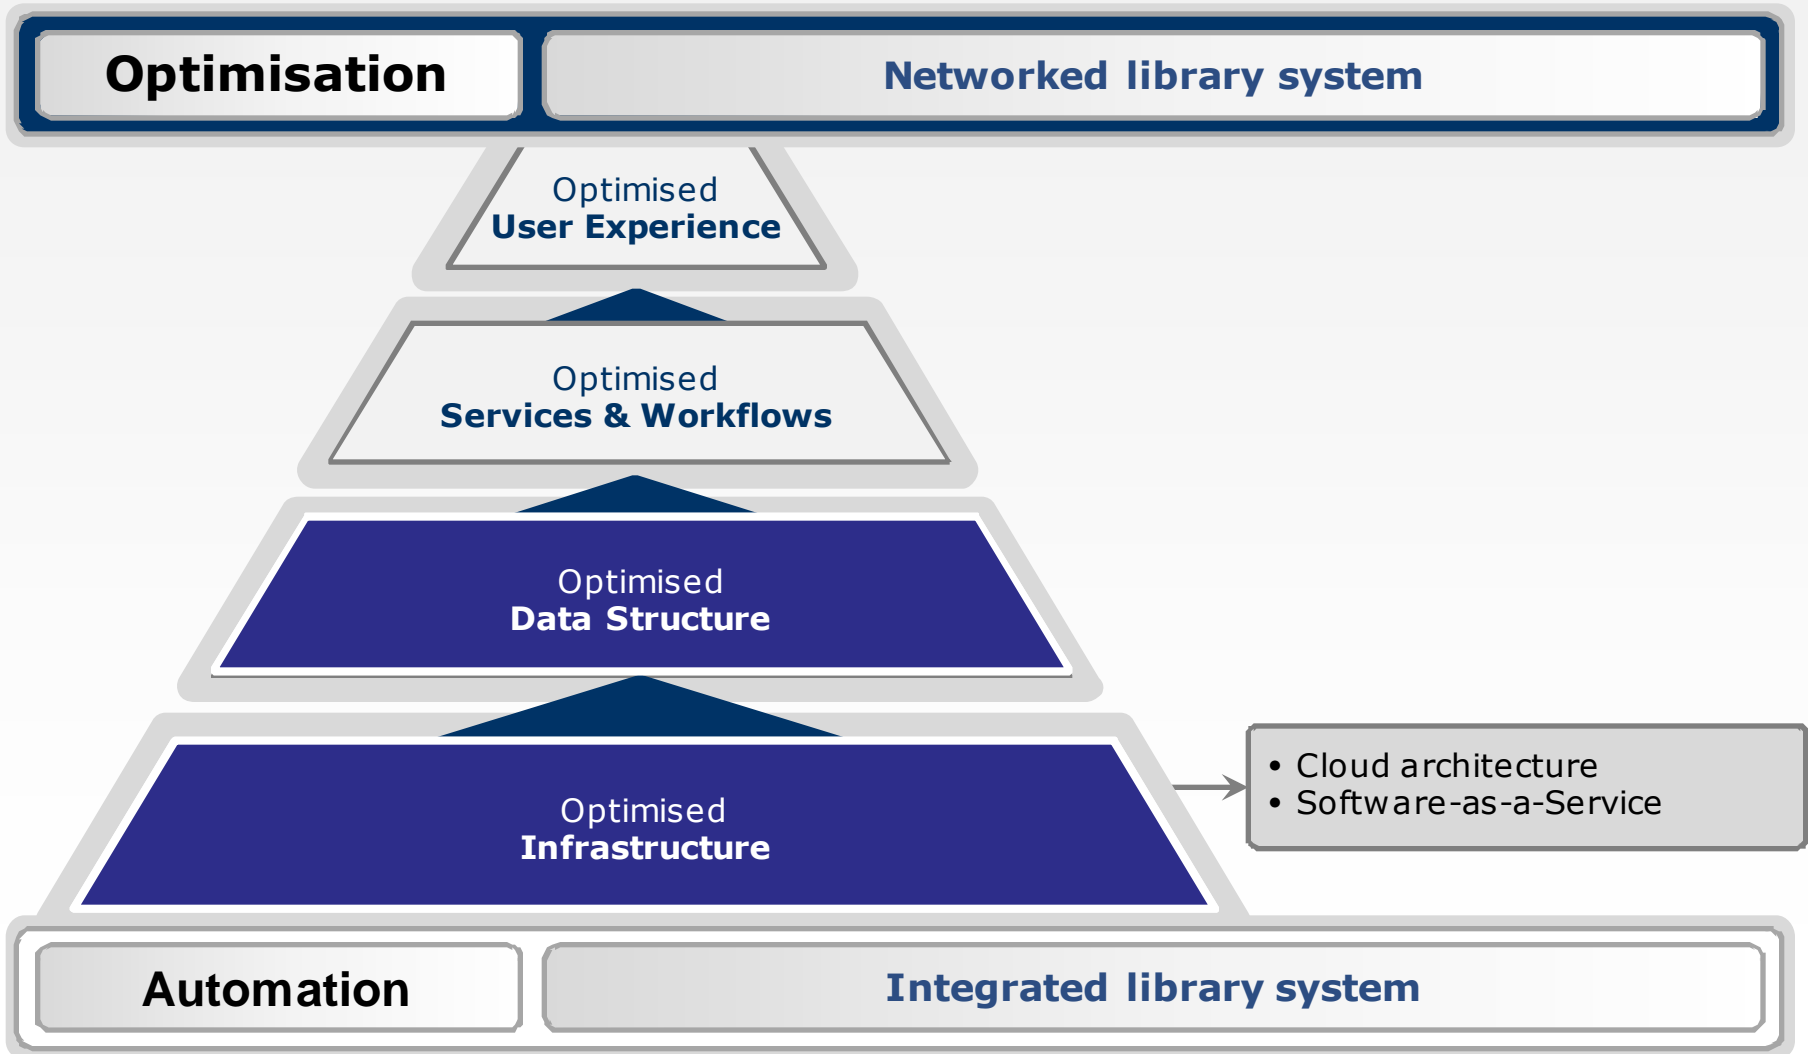 Optimisation
Networked library system
Optimised
User Experience
Optimised
Services & Workflows
Optimised
Data Structure
Optimised
Infrastructure
• Cloud architecture
• Software-as-a-Service
Automation
Integrated library system